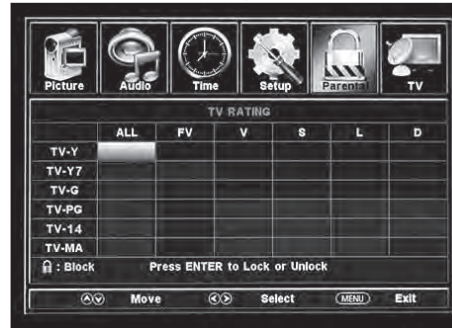 Picture Audio Time Setup Parental TV
TV RATING
ALL FV V S L D
TV-Y
TV-Y7
TV-G
TV-PG
TV-14
TV-MA
: Block Press ENTER to Lock or Unlock
Move Select MENU Exit